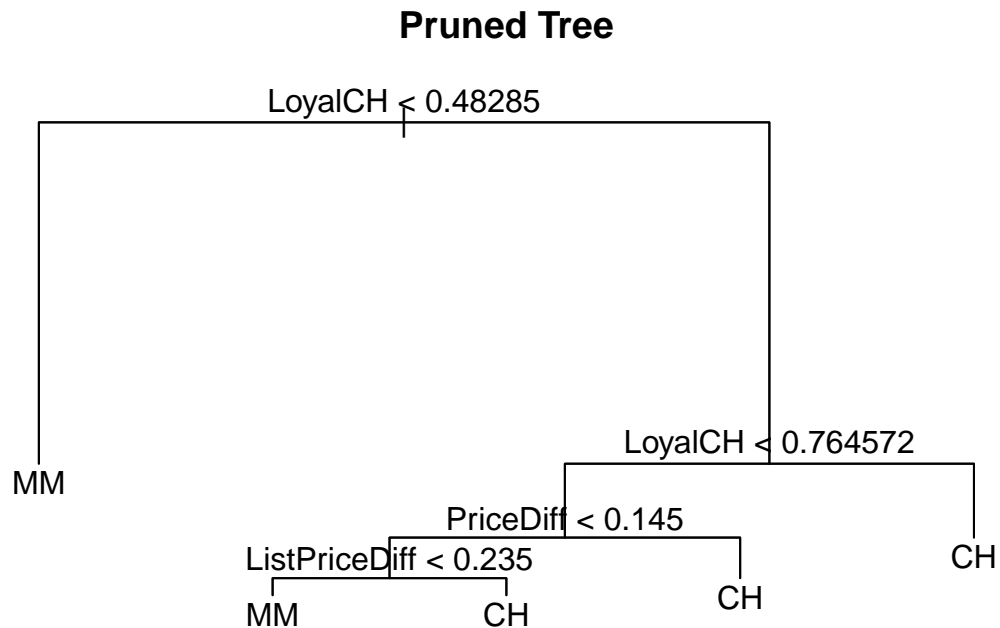 Pruned Tree
LoyalCH < 0.48285
LoyalCH < 0.764572
MM
PriceDiff < 0.145
ListPriceDiff < 0.235
CH
CH
MM
CH